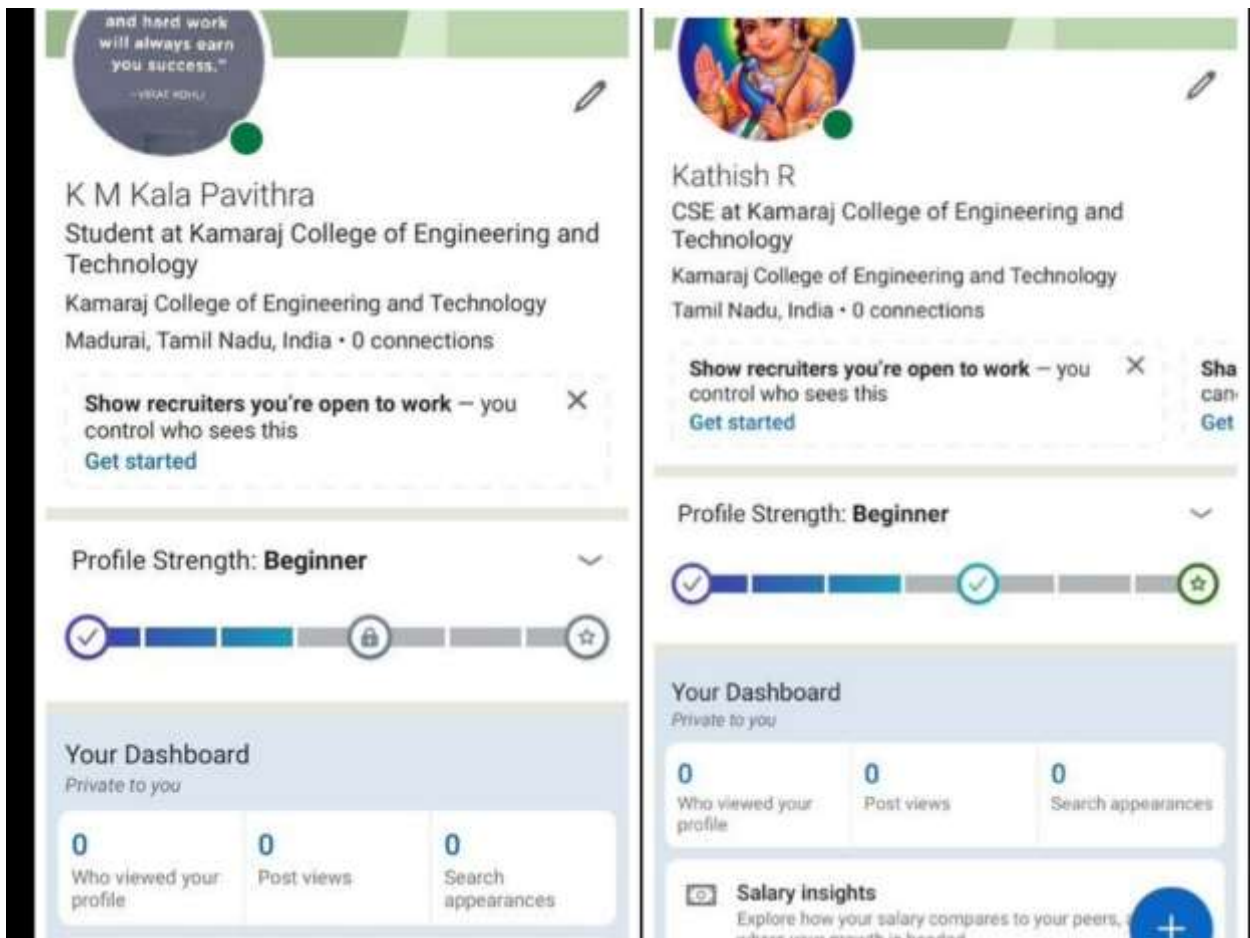 and hard work
will always earn
you success."
-VIRAT KOHLI
K M Kala Pavithra
Student at Kamaraj College of Engineering and
Technology
Kamaraj College of Engineering and Technology
Madurai, Tamil Nadu, India • 0 connections
Show recruiters you're open to work — you
control who sees this
Get started
Profile Strength: Beginner
Your Dashboard
Private to you
0
Who viewed your
profile
0
Post views
0
Search
appearances
Kathish R
CSE at Kamaraj College of Engineering and
Technology
Kamaraj College of Engineering and Technology
Tamil Nadu, India • 0 connections
Show recruiters you're open to work — you
control who sees this
Get started
Sha
can
Get
Profile Strength: Beginner
Your Dashboard
Private to you
0
Who viewed your
profile
0
Post views
0
Search appearances
Salary insights
Explore how your salary compares to your peers,